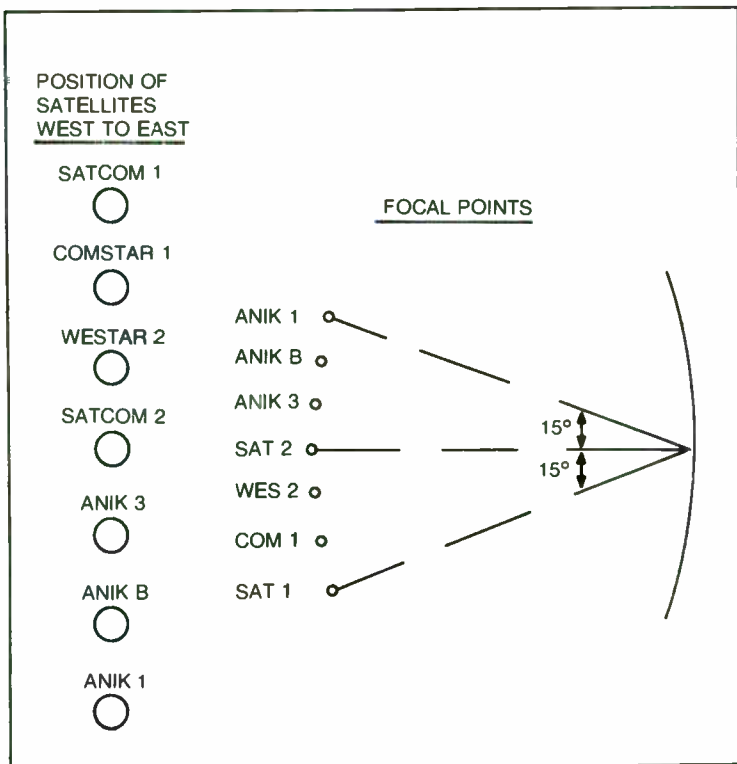 POSITION OF
SATELLITES
WEST TO EAST
SATCOM 1
COMSTAR 1
WESTAR 2
SATCOM 2
ANIK 3
ANIK B
ANIK 1
FOCAL POINTS
ANIK 1
ANIK B
ANIK 3
SAT 2
WES 2
COM 1
SAT 1
15°
15°